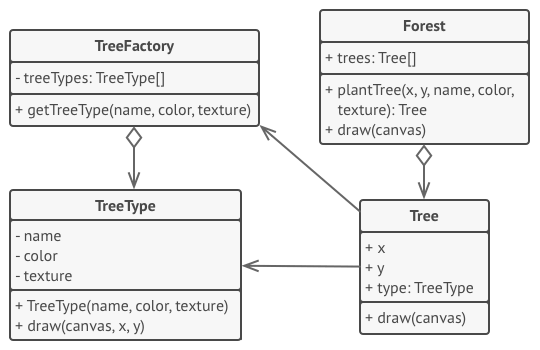 TreeFactory
- treeTypes: TreeType[]
+ getTreeType(name, color, texture)
Forest
+ trees: Tree[]
+ plantTree(x, y, name, color,
texture): Tree
+ draw(canvas)
TreeType
- name
- color
- texture
+ TreeType(name, color, texture)
+ draw(canvas, x, y)
Tree
+ x
+ y
+ type: TreeType
+ draw(canvas)